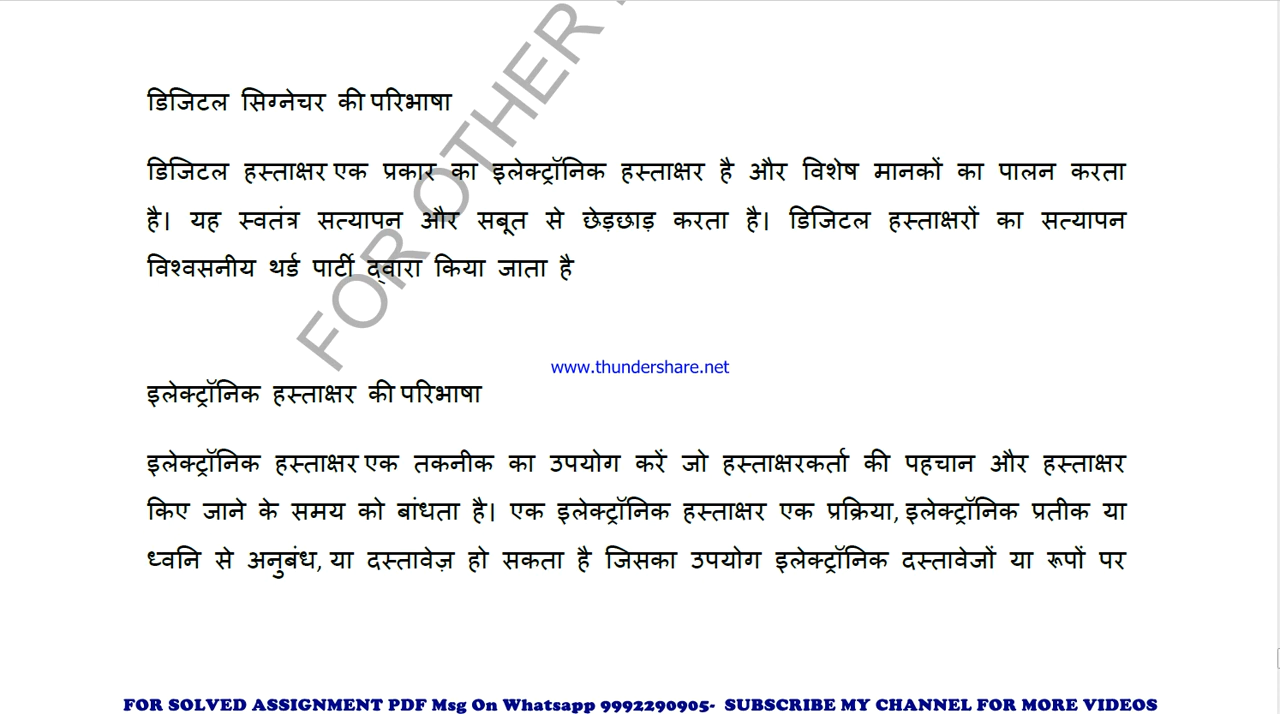 डिजिटल सिग्नेचर की परिभाषा
डिजिटल हस्ताक्षर एक प्रकार का इलेक्ट्रॉनिक हस्ताक्षर है और विशेष मानकों का पालन करता
है। यह स्वतंत्र सत्यापन और सबूत से छेड़छाड़ करता है। डिजिटल हस्ताक्षरों का सत्यापन
विश्वसनीय थर्ड पार्टी द्वारा किया जाता है
FOR OTHER
www.thundershare.net
इलेक्ट्रॉनिक हस्ताक्षर की परिभाषा
इलेक्ट्रॉनिक हस्ताक्षर एक तकनीक का उपयोग करें जो हस्ताक्षरकर्ता की पहचान और हस्ताक्षर
किए जाने के समय को बांधता है। एक इलेक्ट्रॉनिक हस्ताक्षर एक प्रक्रिया, इलेक्ट्रॉनिक प्रतीक या
ध्वनि से अनुबंध, या दस्तावेज़ हो सकता है जिसका उपयोग इलेक्ट्रॉनिक दस्तावेजों या रूपों पर
FOR SOLVED ASSIGNMENT PDF Msg On Whatsapp 9992290905- SUBSCRIBE MY CHANNEL FOR MORE VIDEOS